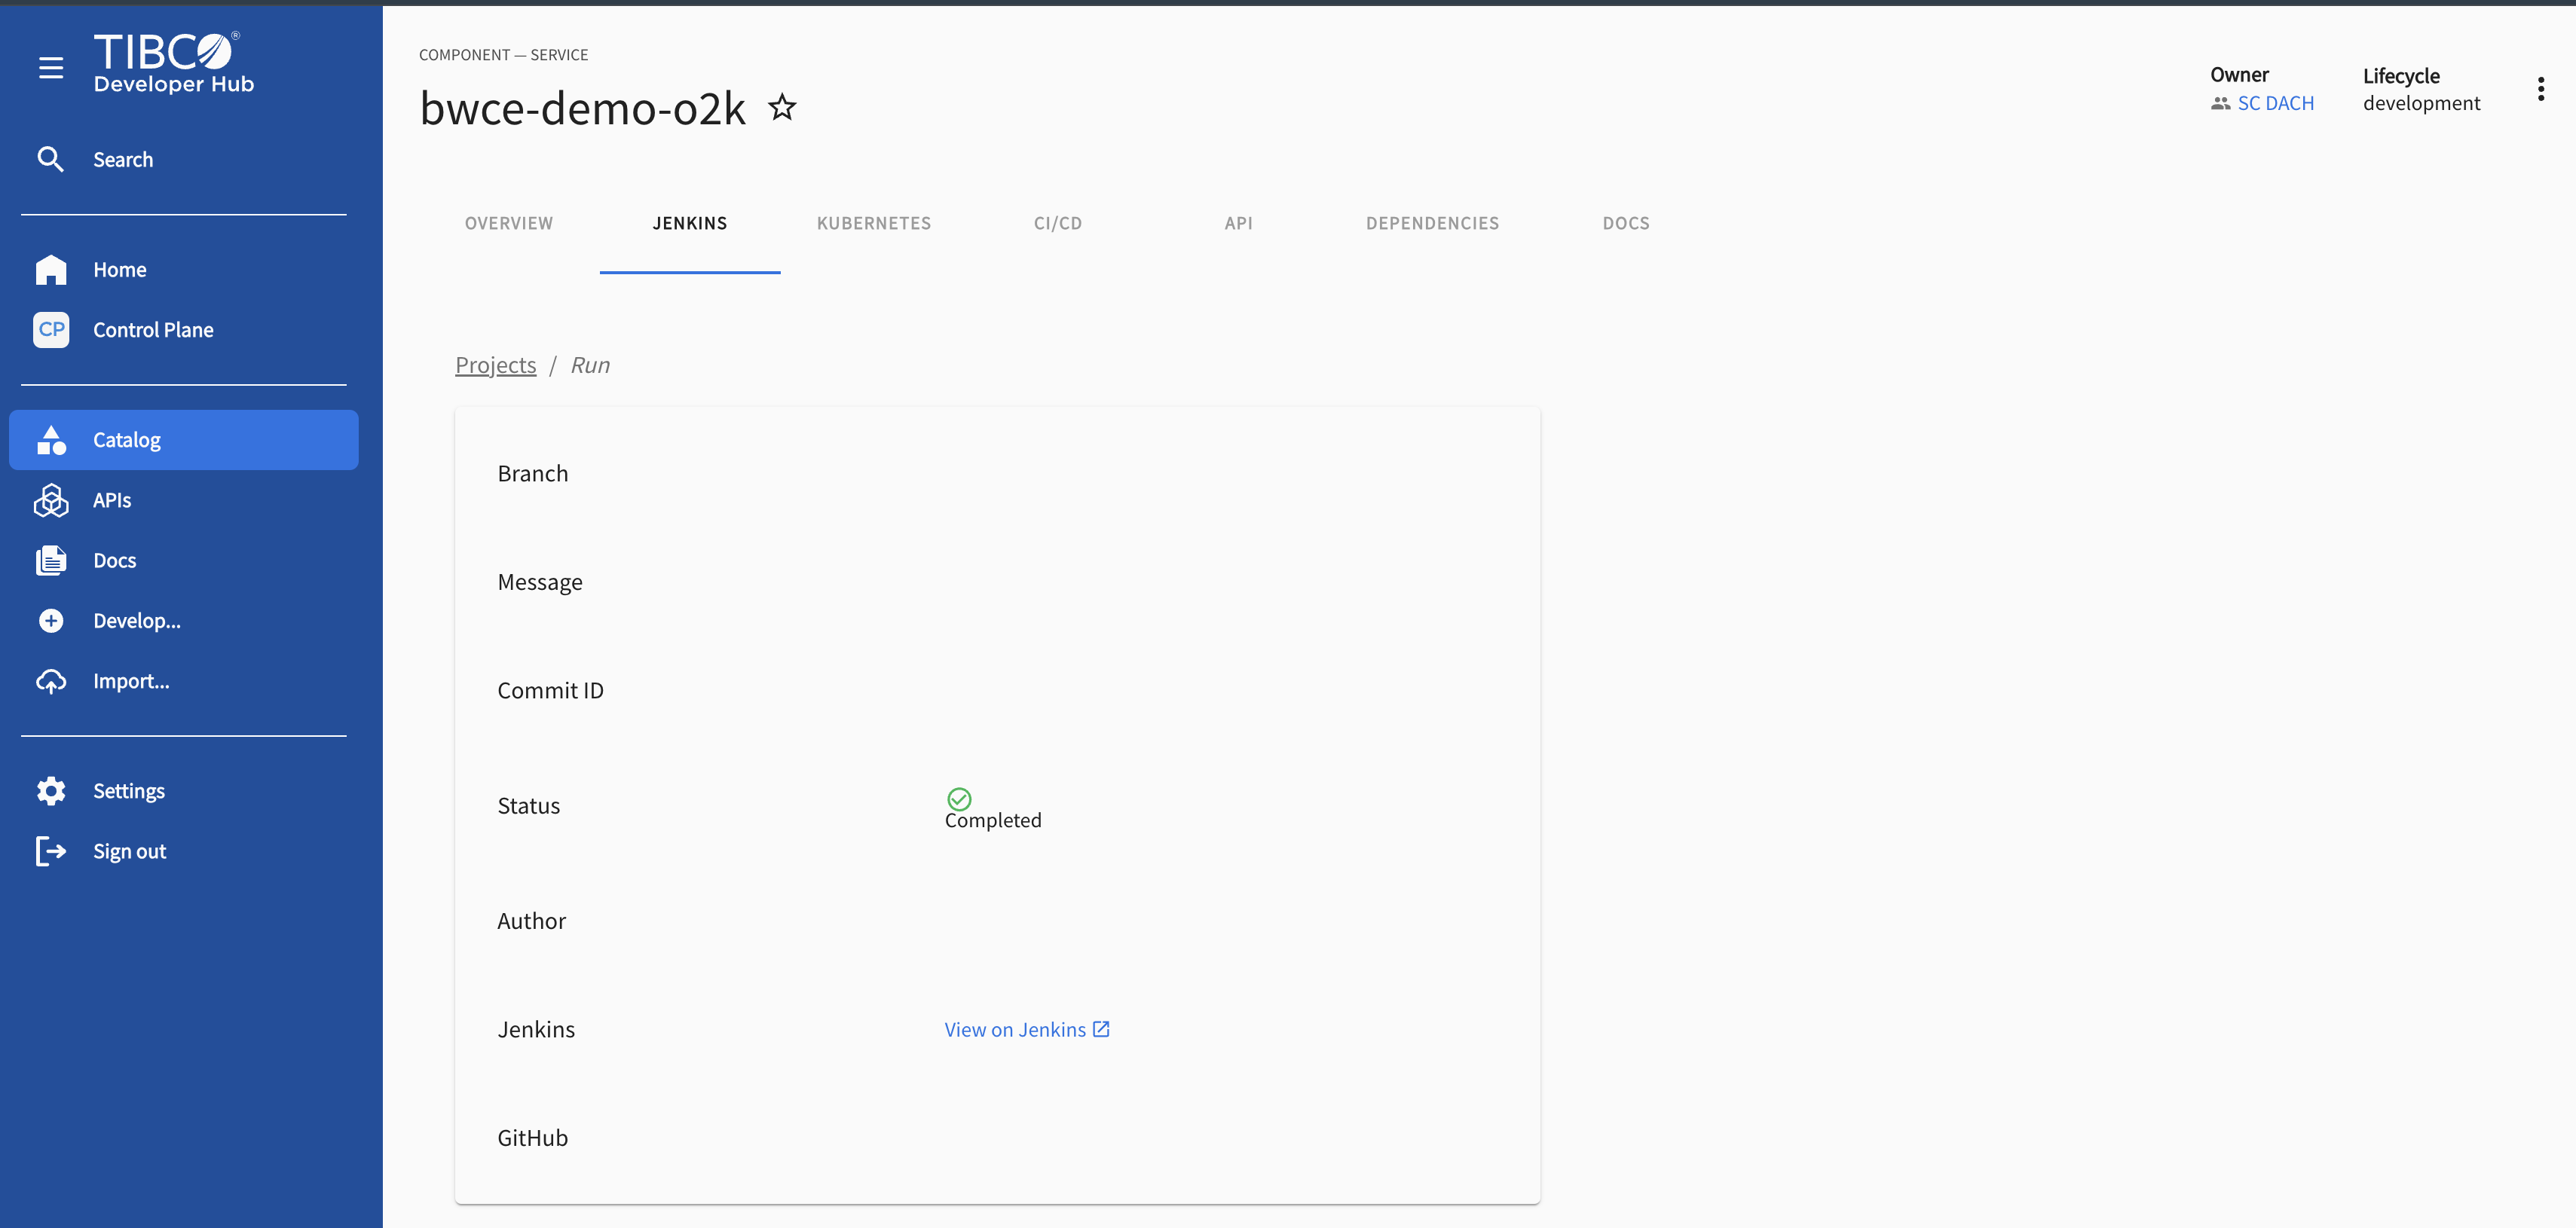 TIBCO®
Developer Hub
Search
Home
CP
Control Plane
Catalog
APIs
Docs
Develop...
Import...
Settings
Sign out
COMPONENT — SERVICE
bwce-demo-o2k
Owner
SC DACH
Lifecycle
development
OVERVIEW
JENKINS
KUBERNETES
CI/CD
API
DEPENDENCIES
DOCS
Projects / Run
Branch
Message
Commit ID
Status
Completed
Author
Jenkins
View on Jenkins
GitHub